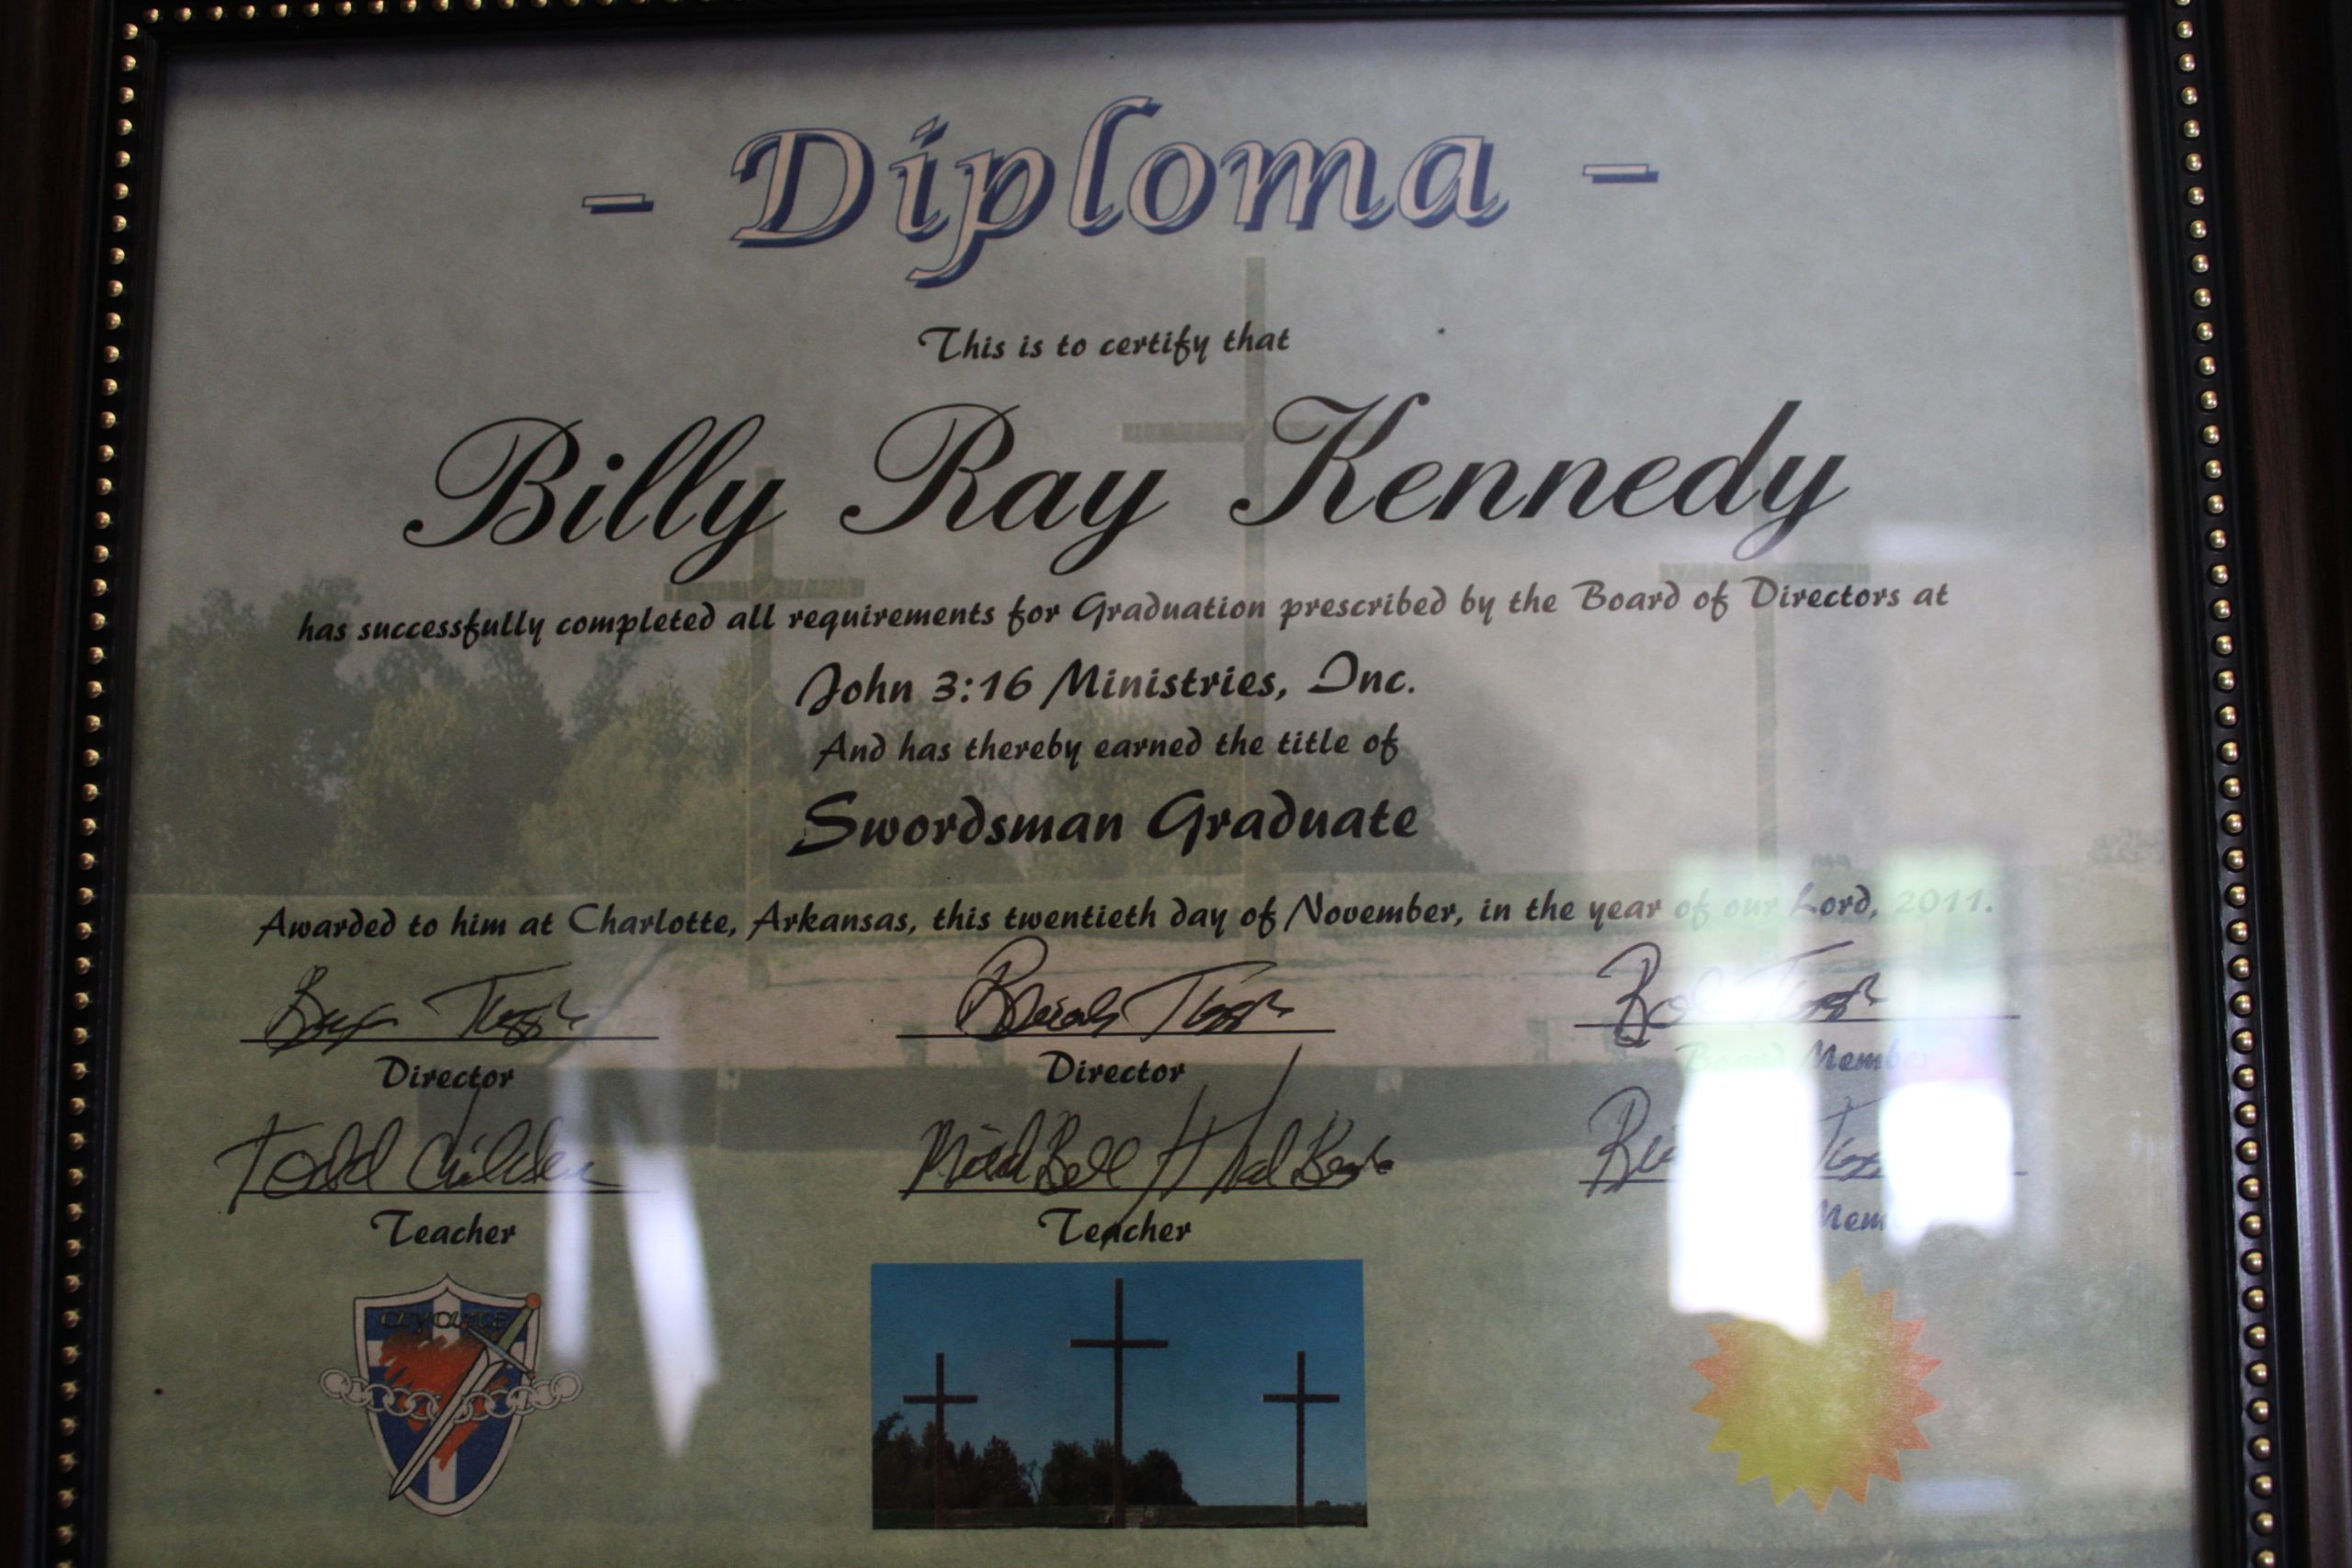 - Diploma -
This is to certify that
Billy Ray Kennedy
has successfully completed all requirements for Graduation prescribed by the Board of Directors at
John 3:16 Ministries, Inc.
And has thereby earned the title of
Swordsman Graduate
Awarded to him at Charlotte, Arkansas, this twentieth day of November, in the year of our Lord, 2011.
Director
Director
Board Member
Todd
Teacher
Teacher